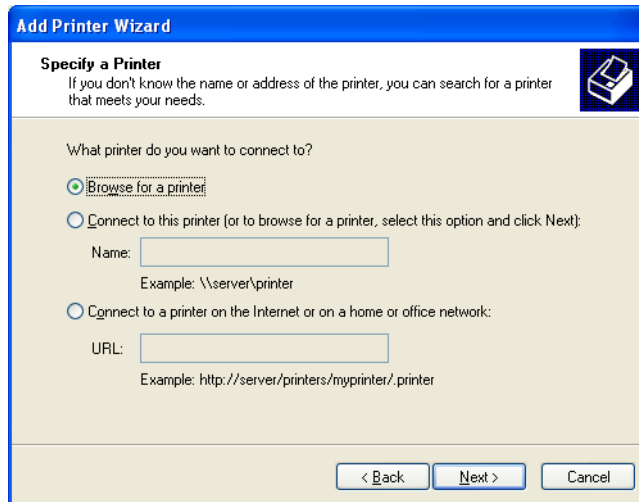 Add Printer Wizard
Specify a Printer
If you don't know the name or address of the printer, you can search for a printer
that meets your needs.
What printer do you want to connect to?
Browse for a printer
Connect to this printer (or to browse for a printer, select this option and click Next):
Name:
Example: \\server\printer
Connect to a printer on the Internet or on a home or office network:
URL:
Example: http://server/printers/myprinter/.printer
< Back Next > Cancel